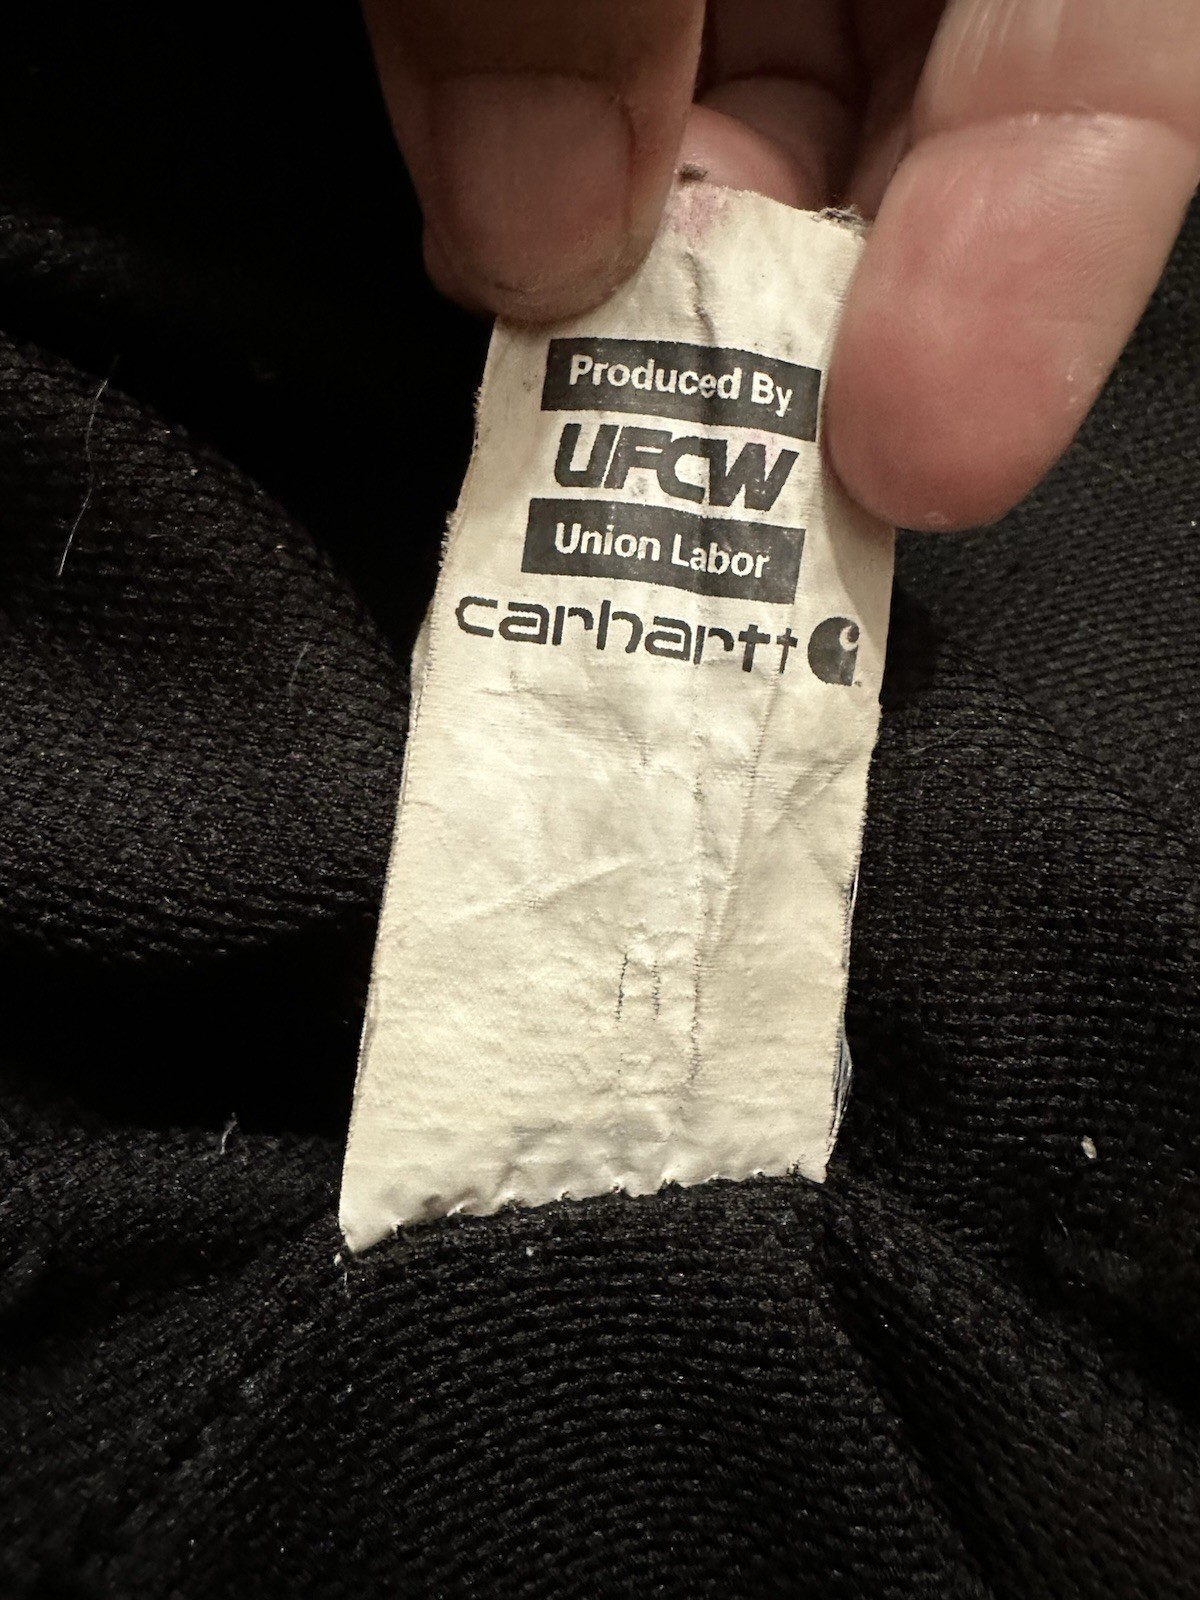 Produced By
UFCW
Union Labor
carhartt